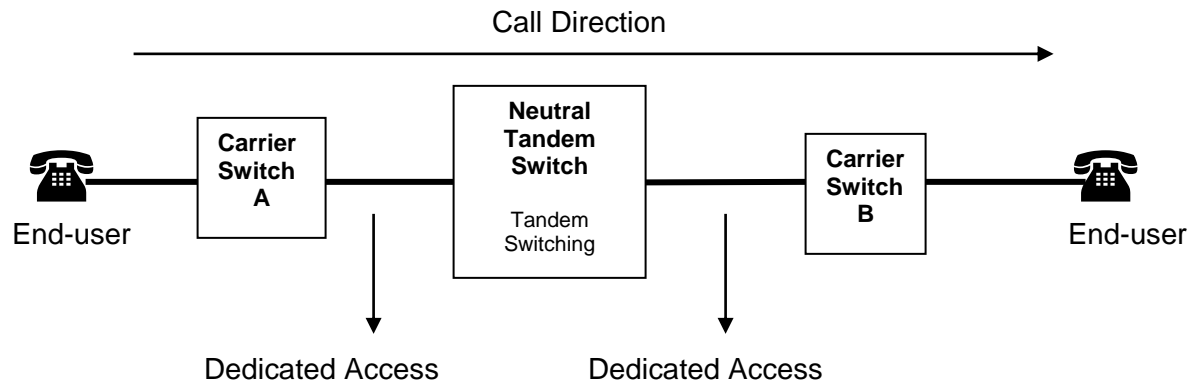 Call Direction
Neutral
Tandem
Switch
Tandem
Switching
Carrier
Switch
A
Carrier
Switch
B
End-user
End-user
Dedicated Access
Dedicated Access